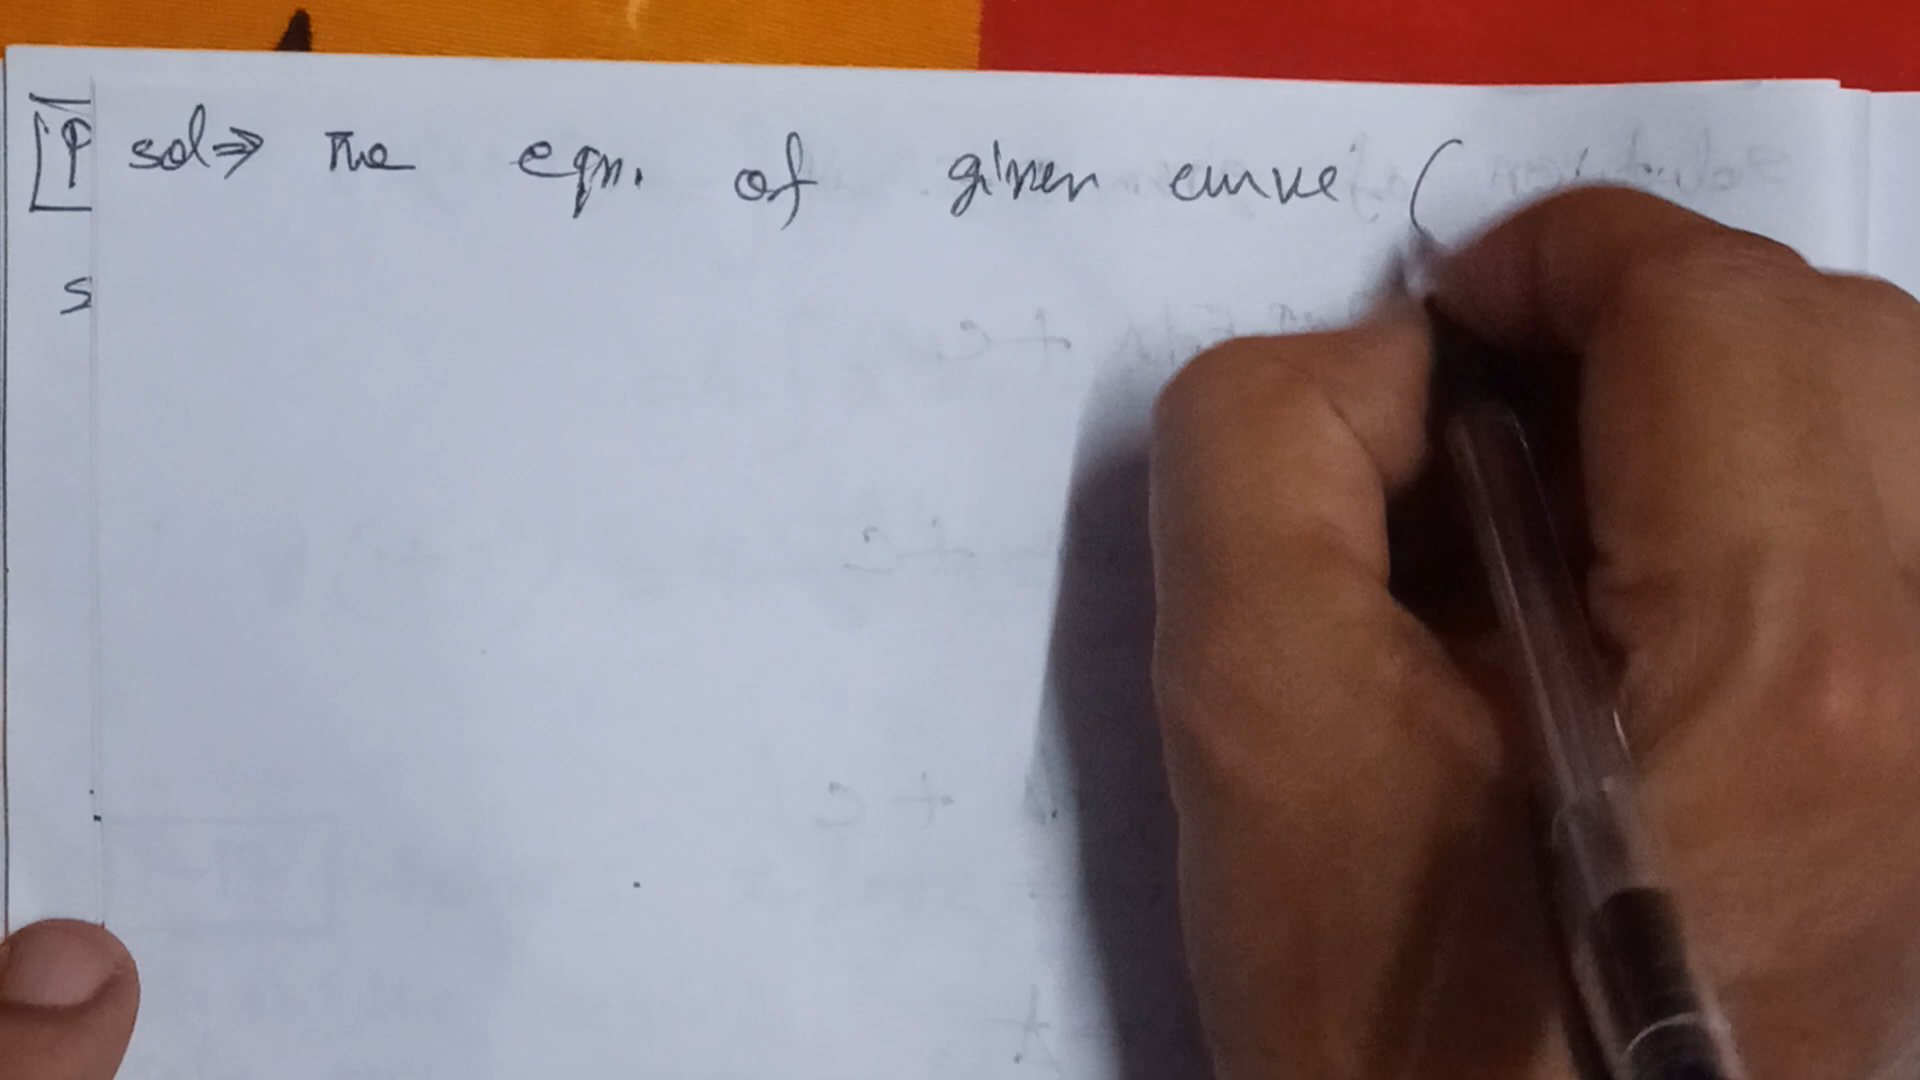 sol⇒ The eqn. of given curve (